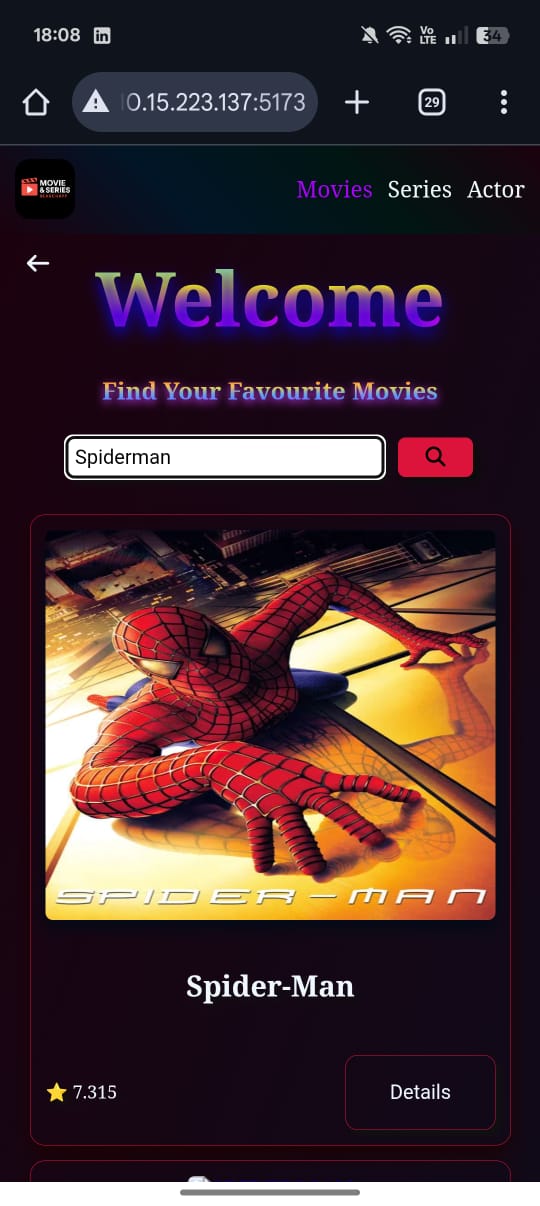 18:08
Vo
LTE
34
0.15.223.137:5173
29
MOVIE
& SERIES
Movies Series Actor
Welcome
Find Your Favourite Movies
Spiderman
SPIDER-MAN
Spider-Man
7.315
Details